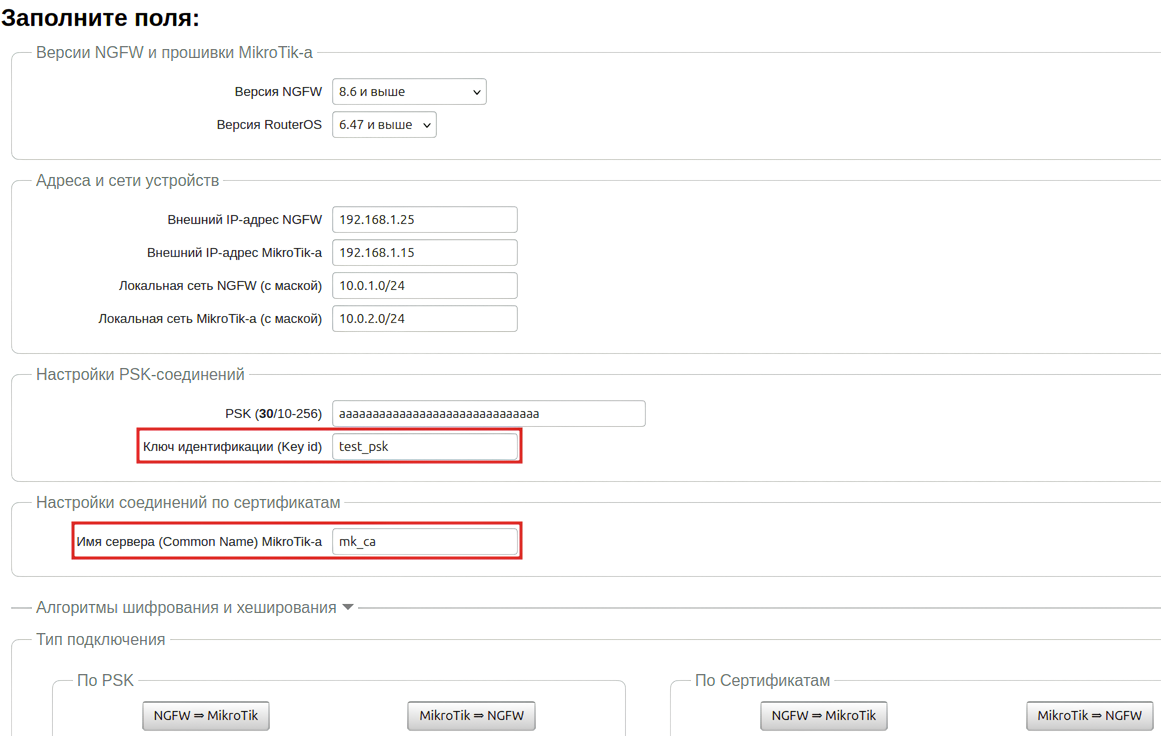 Заполните поля:
Версии NGFW и прошивки MikroTik-а
Версия NGFW 8.6 и выше
Версия RouterOS 6.47 и выше
Адреса и сети устройств
Внешний IP-адрес NGFW 192.168.1.25
Внешний IP-адрес MikroTik-а 192.168.1.15
Локальная сеть NGFW (с маской) 10.0.1.0/24
Локальная сеть MikroTik-а (с маской) 10.0.2.0/24
Настройки PSK-соединений
PSK (30/10-256) aaaaaaaaaaaaaaaaaaaaaaaaaaaaaa
Ключ идентификации (Key id) test_psk
Настройки соединений по сертификатам
Имя сервера (Common Name) MikroTik-а mk_ca
Алгоритмы шифрования и хеширования
Тип подключения
По PSK По Сертификатам
NGFW ⇒ MikroTik MikroTik ⇒ NGFW NGFW ⇒ MikroTik MikroTik ⇒ NGFW